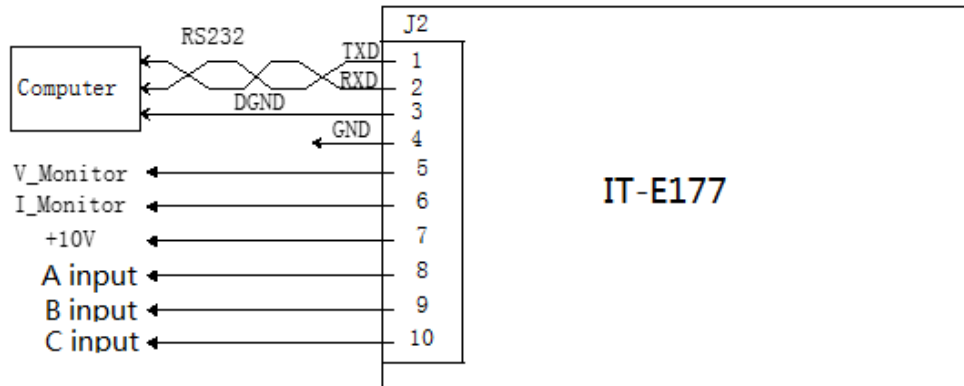 J2
RS232
TXD 1
Computer
RXD 2
DGND 3
GND 4
V_Monitor 5
I_Monitor 6
+10V 7
A input 8
B input 9
C input 10
IT-E177